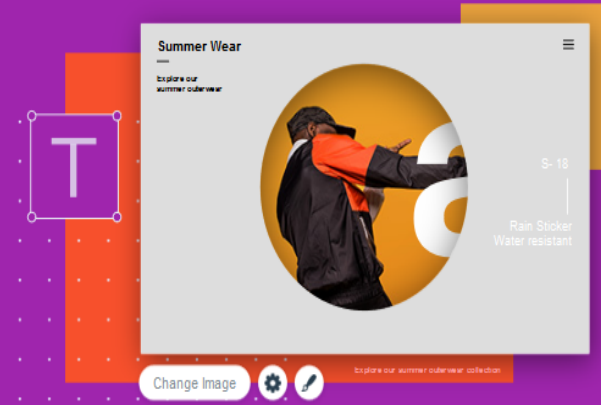 Summer Wear
Explore our
summer outerwear
T
a
S- 18
Rain Sticker
Water resistant
Explore our summer outerwear collection
Change Image